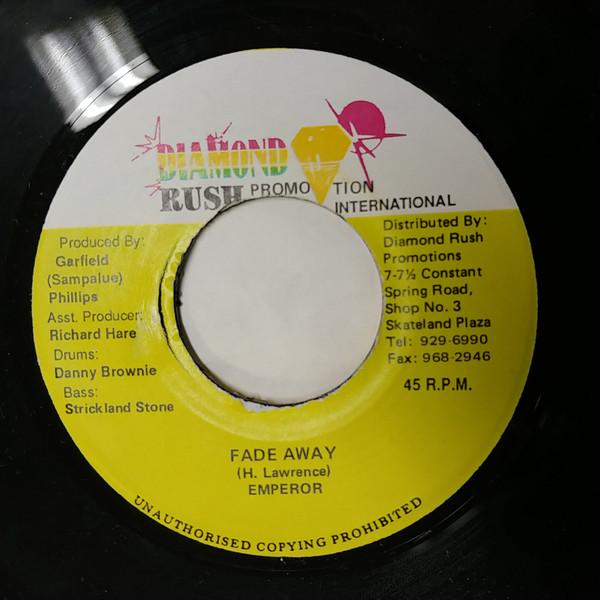 DIAMOND
RUSH PROMOTION
INTERNATIONAL
Produced By:
Garfield
(Sampalue)
Phillips
Asst. Producer:
Richard Hare
Drums:
Danny Brownie
Bass:
Strickland Stone
Distributed By:
Diamond Rush
Promotions
7-7½ Constant
Spring Road,
Shop No. 3
Skateland Plaza
Tel: 929-6990
Fax: 968-2946
45 R.P.M.
FADE AWAY
(H. Lawrence)
EMPEROR
UNAUTHORISED COPYING PROHIBITED